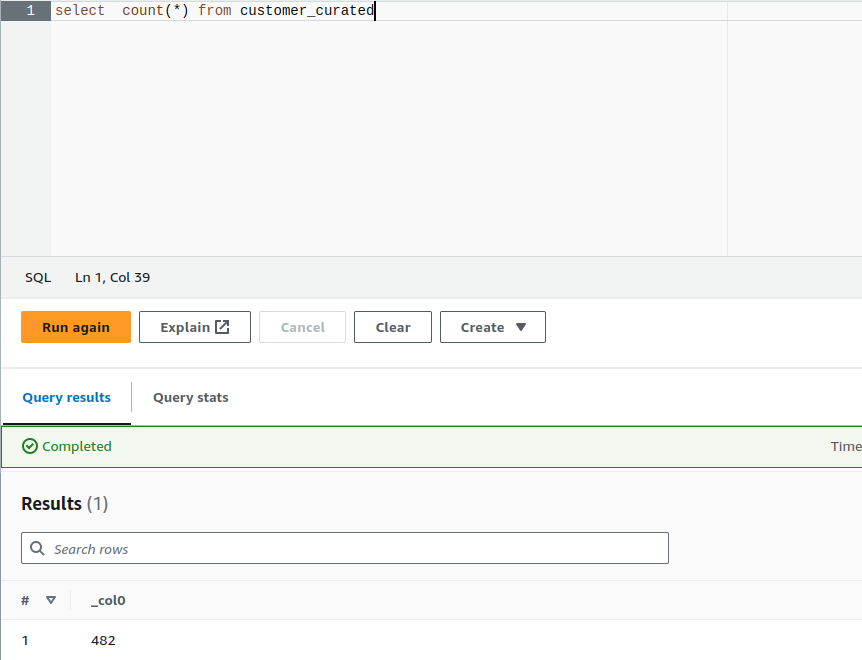 1 select  count(*) from customer_curated
SQL Ln 1, Col 39
Run again Explain Cancel Clear Create
Query results Query stats
Completed Time
Results (1)
Search rows
# _col0
1 482